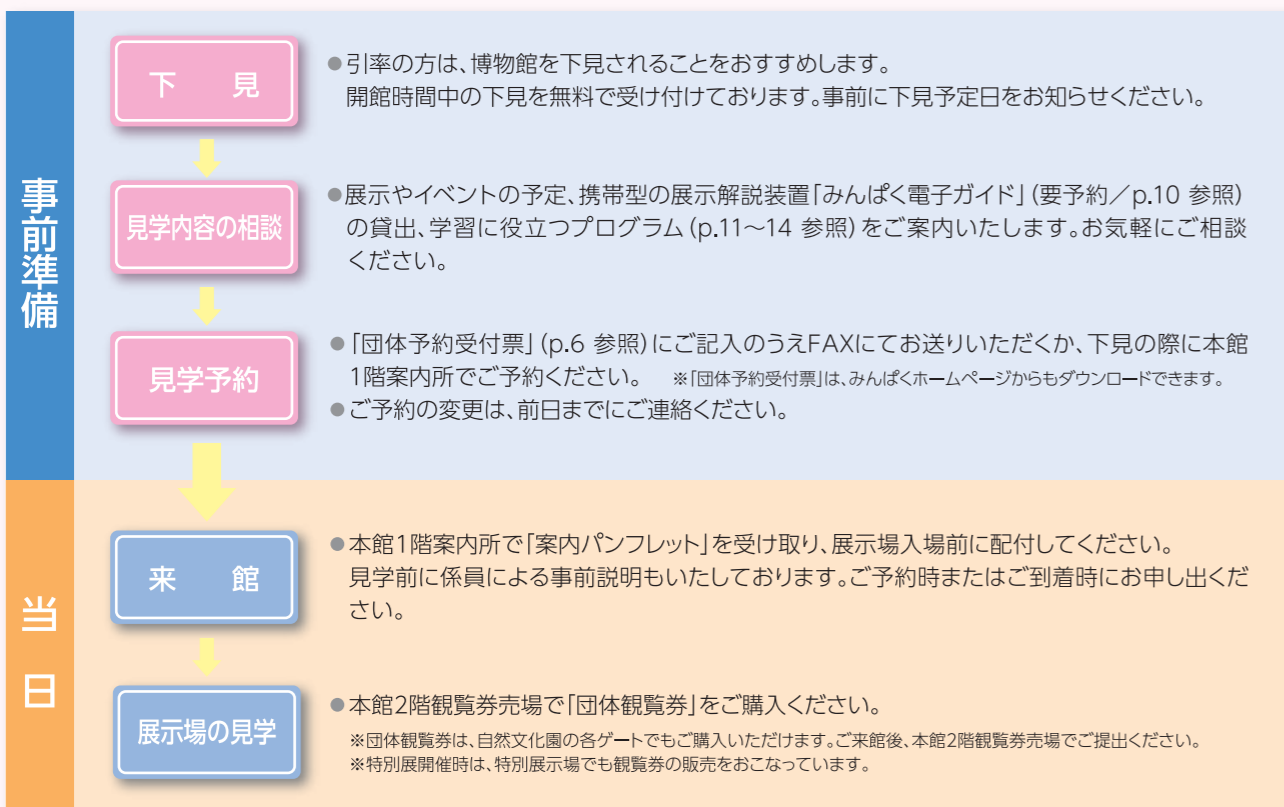 事前準備
下　見
●引率の方は、博物館を下見されることをおすすめします。
開館時間中の下見を無料で受け付けております。事前に下見予定日をお知らせください。
見学内容の相談
●展示やイベントの予定、携帯型の展示解説装置「みんぱく電子ガイド」（要予約／p.10 参照）
の貸出、学習に役立つプログラム（p.11～14 参照）をご案内いたします。お気軽にご相談
ください。
見学予約
●「団体予約受付票」（p.6 参照）にご記入のうえFAXにてお送りいただくか、下見の際に本館
1階案内所でご予約ください。　※「団体予約受付票」は、みんぱくホームページからもダウンロードできます。
●ご予約の変更は、前日までにご連絡ください。
当日
来　館
●本館1階案内所で「案内パンフレット」を受け取り、展示場入場前に配付してください。
見学前に係員による事前説明もいたしております。ご予約時またはご到着時にお申し出くだ
さい。
展示場の見学
●本館2階観覧券売場で「団体観覧券」をご購入ください。
※団体観覧券は、自然文化園の各ゲートでもご購入いただけます。ご来館後、本館2階観覧券売場でご提出ください。
※特別展開催時は、特別展示場でも観覧券の販売をおこなっています。